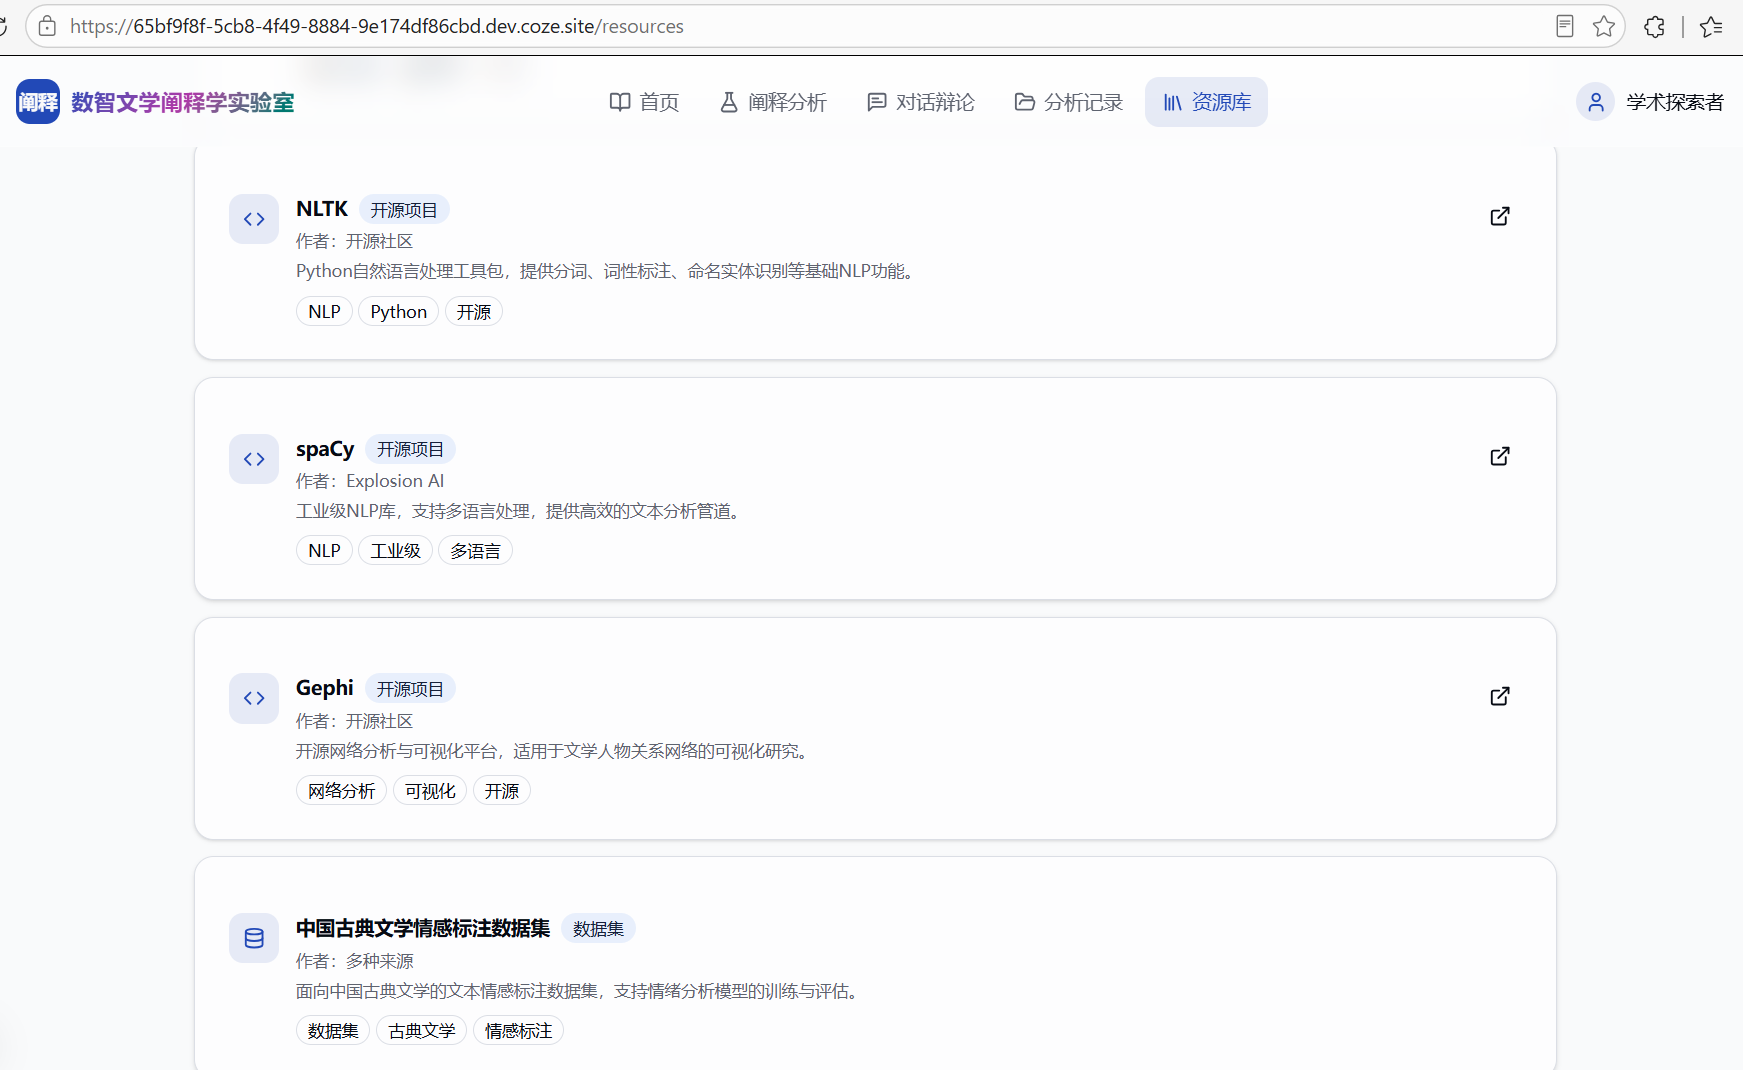 https://65bf9f8f-5cb8-4f49-8884-9e174df86cbd.dev.coze.site/resources
阐释 数智文学阐释学实验室 首页 阐释分析 对话辩论 分析记录 资源库 学术探索者
NLTK 开源项目
作者：开源社区
Python自然语言处理工具包，提供分词、词性标注、命名实体识别等基础NLP功能。
NLP Python 开源
spaCy 开源项目
作者：Explosion AI
工业级NLP库，支持多语言处理，提供高效的文本分析管道。
NLP 工业级 多语言
Gephi 开源项目
作者：开源社区
开源网络分析与可视化平台，适用于文学人物关系网络的可视化研究。
网络分析 可视化 开源
中国古典文学情感标注数据集 数据集
作者：多种来源
面向中国古典文学的文本情感标注数据集，支持情绪分析模型的训练与评估。
数据集 古典文学 情感标注